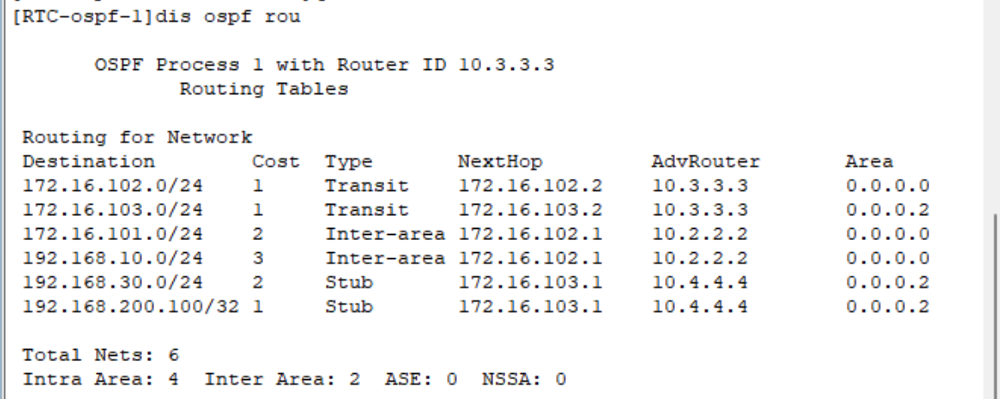 [RTC-ospf-1]dis ospf rou
OSPF Process 1 with Router ID 10.3.3.3
Routing Tables
Routing for Network
Destination Cost Type NextHop AdvRouter Area
172.16.102.0/24 1 Transit 172.16.102.2 10.3.3.3 0.0.0.0
172.16.103.0/24 1 Transit 172.16.103.2 10.3.3.3 0.0.0.2
172.16.101.0/24 2 Inter-area 172.16.102.1 10.2.2.2 0.0.0.0
192.168.10.0/24 3 Inter-area 172.16.102.1 10.2.2.2 0.0.0.0
192.168.30.0/24 2 Stub 172.16.103.1 10.4.4.4 0.0.0.2
192.168.200.100/32 1 Stub 172.16.103.1 10.4.4.4 0.0.0.2
Total Nets: 6
Intra Area: 4 Inter Area: 2 ASE: 0 NSSA: 0